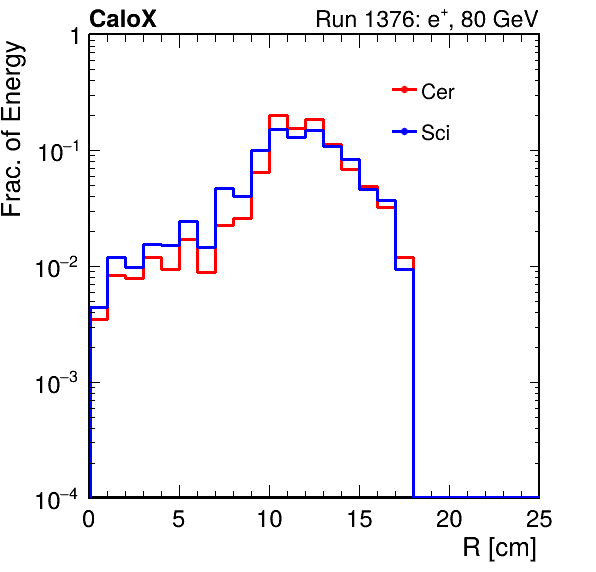 CaloX Run 1376: e⁺, 80 GeV
Frac. of Energy
1
10⁻¹
10⁻²
10⁻³
10⁻⁴
Cer
Sci
0 5 10 15 20 25
R [cm]